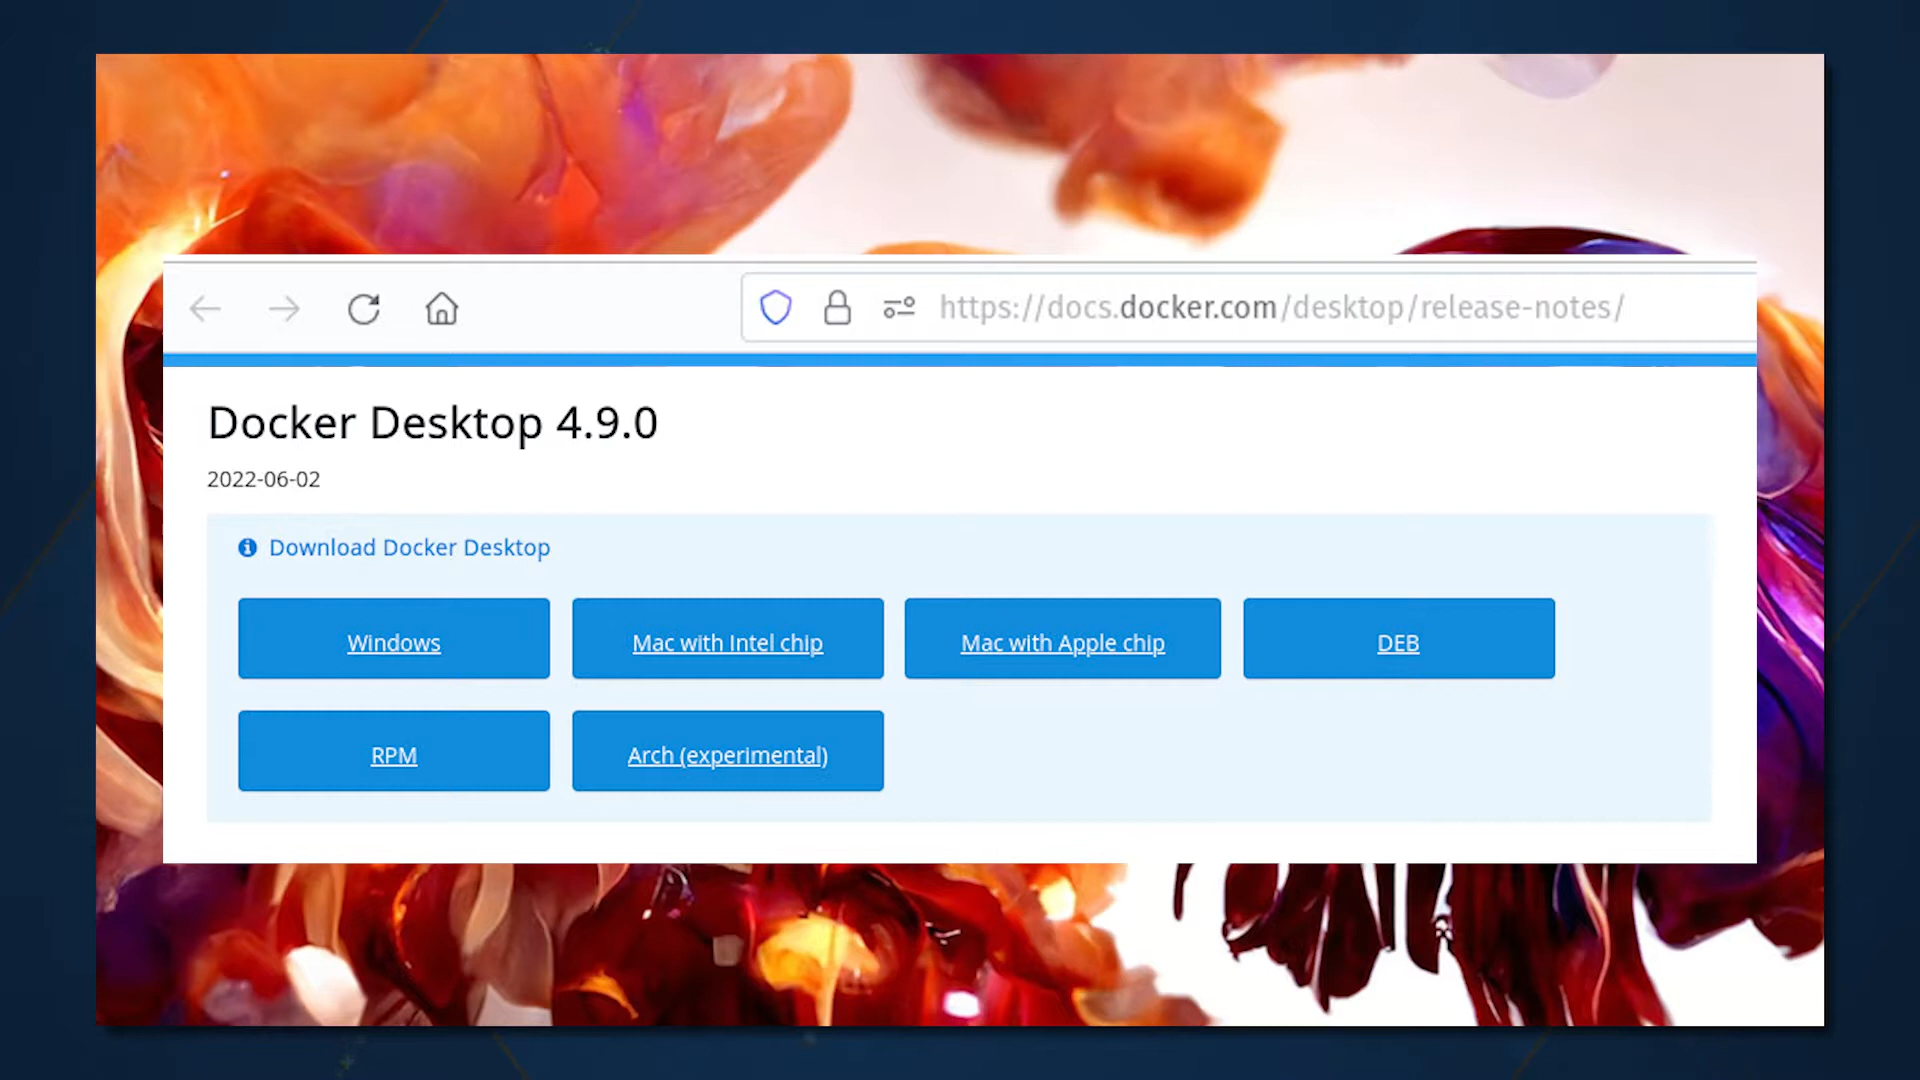 https://docs.docker.com/desktop/release-notes/
Docker Desktop 4.9.0
2022-06-02
Download Docker Desktop
Windows
Mac with Intel chip
Mac with Apple chip
DEB
RPM
Arch (experimental)